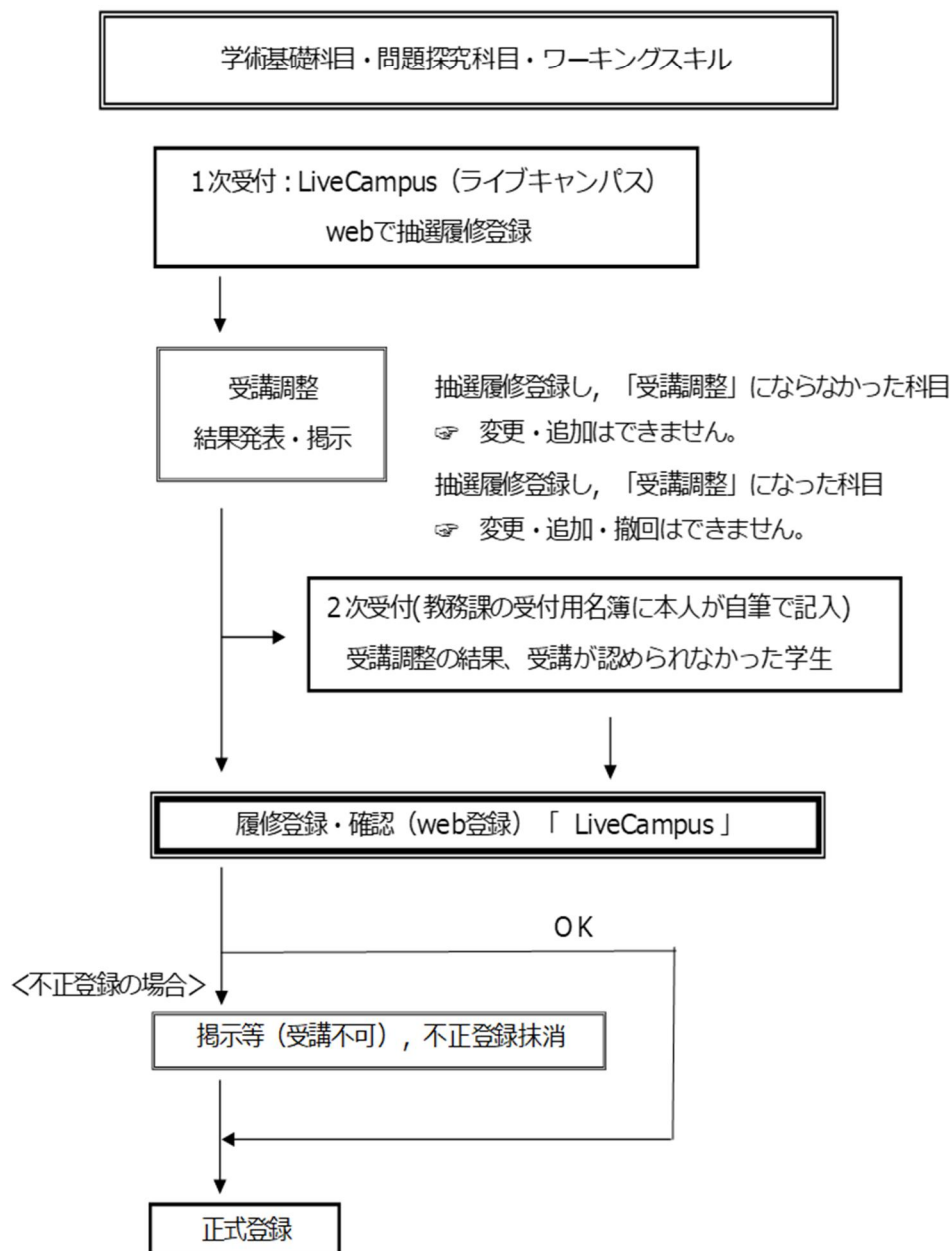 学術基礎科目・問題探究科目・ワーキングスキル
1次受付：LiveCampus（ライブキャンパス）
webで抽選履修登録
受講調整
結果発表・掲示
抽選履修登録し，「受講調整」にならなかった科目
☞ 変更・追加はできません。
抽選履修登録し，「受講調整」になった科目
☞ 変更・追加・撤回はできません。
2次受付(教務課の受付用名簿に本人が自筆で記入)
受講調整の結果、受講が認められなかった学生
履修登録・確認（web登録）「 LiveCampus 」
OK
＜不正登録の場合＞
掲示等（受講不可），不正登録抹消
正式登録